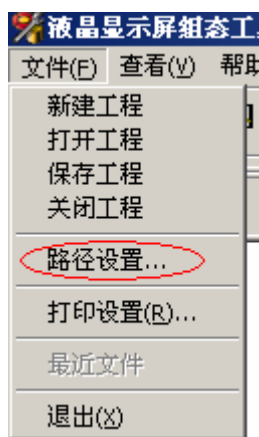 液晶显示屏组态工
文件(F) 查看(V) 帮助
新建工程
打开工程
保存工程
关闭工程
路径设置...
打印设置(R)...
最近文件
退出(X)